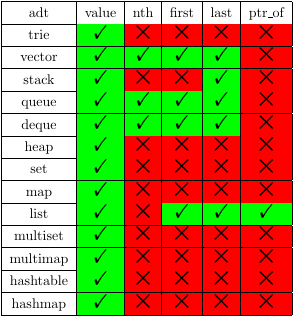 adt value nth first last ptr_of
trie ✓ ✕ ✕ ✕ ✕
vector ✓ ✓ ✓ ✓ ✕
stack ✓ ✕ ✕ ✓ ✕
queue ✓ ✓ ✓ ✓ ✕
deque ✓ ✓ ✓ ✓ ✕
heap ✓ ✕ ✕ ✕ ✕
set ✓ ✕ ✕ ✕ ✕
map ✓ ✕ ✕ ✕ ✕
list ✓ ✕ ✓ ✓ ✓
multiset ✓ ✕ ✕ ✕ ✕
multimap ✓ ✕ ✕ ✕ ✕
hashtable ✓ ✕ ✕ ✕ ✕
hashmap ✓ ✕ ✕ ✕ ✕